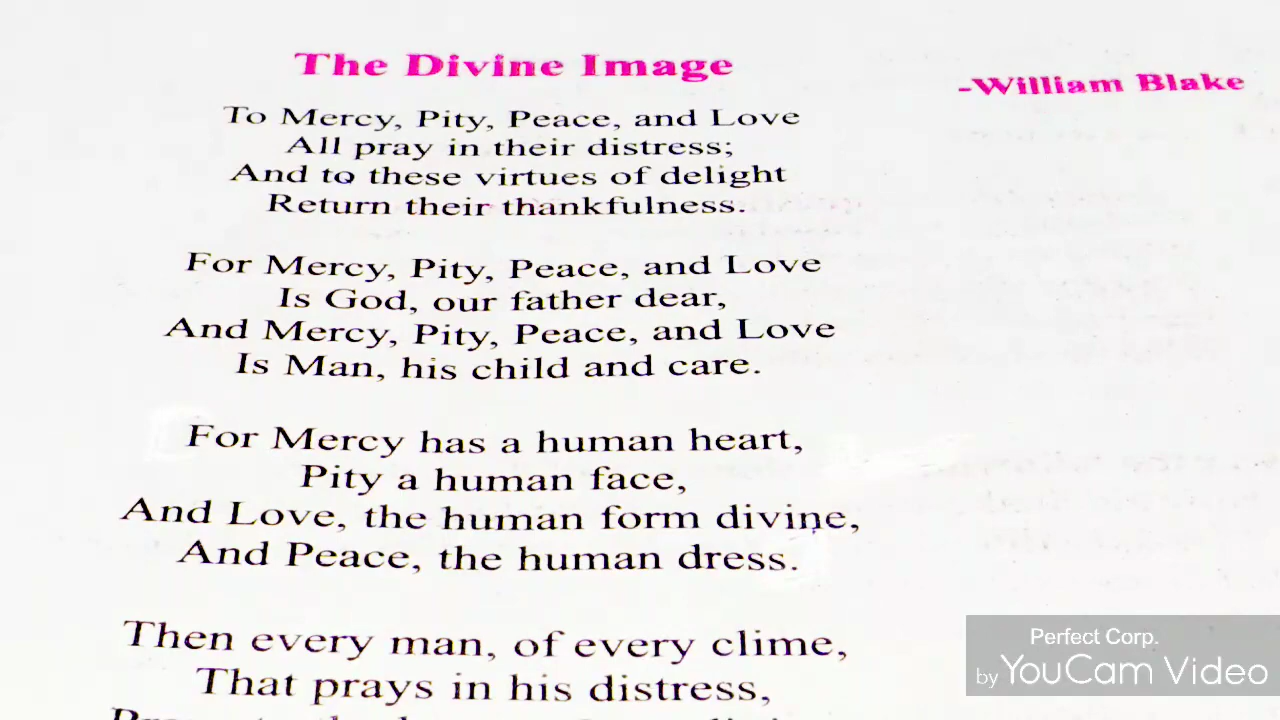 The Divine Image
-William Blake
To Mercy, Pity, Peace, and Love
All pray in their distress;
And to these virtues of delight
Return their thankfulness.
For Mercy, Pity, Peace, and Love
Is God, our father dear,
And Mercy, Pity, Peace, and Love
Is Man, his child and care.
For Mercy has a human heart,
Pity a human face,
And Love, the human form divine,
And Peace, the human dress.
Then every man, of every clime,
That prays in his distress,
Perfect Corp.
by YouCam Video